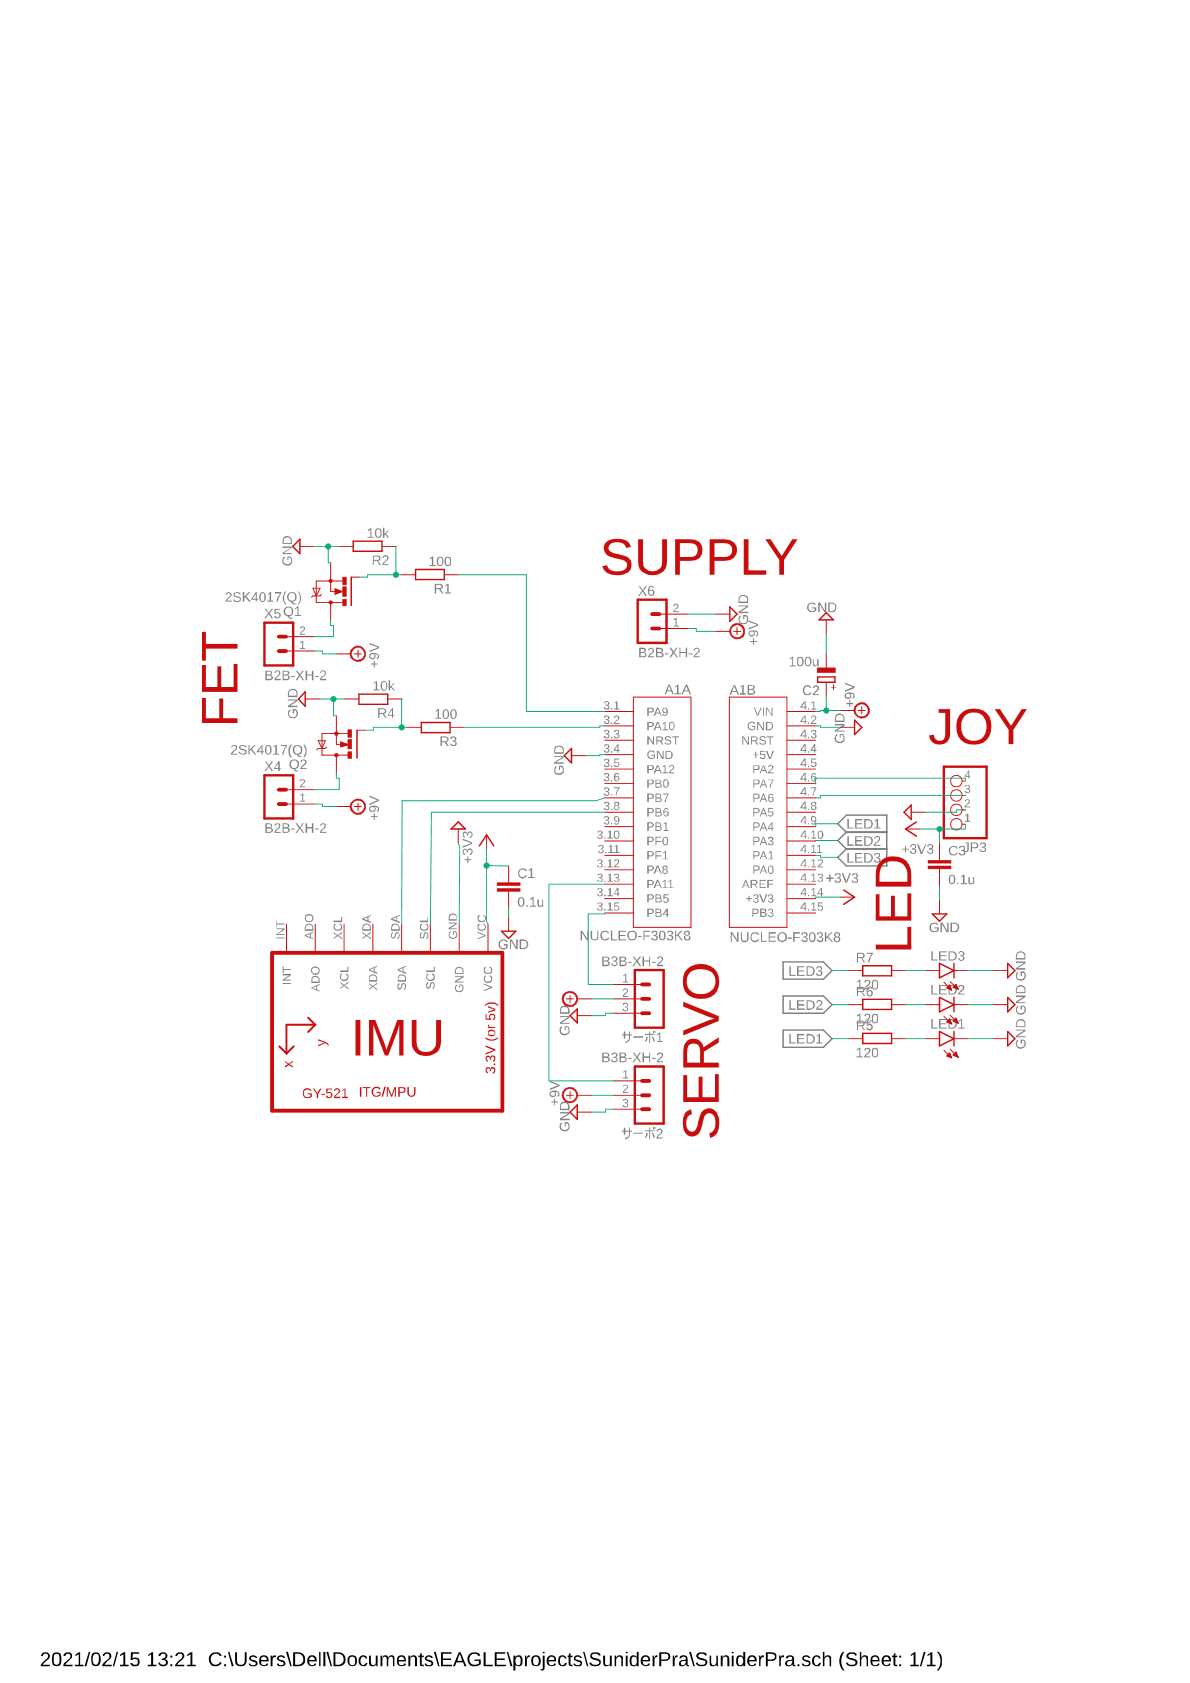 GND
10k
R2
100
R1
2SK4017(Q)
X5
Q1
2
1
+9V
B2B-XH-2
FET
GND
10k
R4
100
R3
2SK4017(Q)
X4
Q2
2
1
+9V
B2B-XH-2
SUPPLY
X6
2
1
GND
+9V
B2B-XH-2
GND
100u
C2
+9V
GND
A1A
3.1 PA9
3.2 PA10
3.3 NRST
3.4 GND
3.5 PA12
3.6 PB0
3.7 PB7
3.8 PB6
3.9 PB1
3.10 PF0
3.11 PF1
3.12 PA8
3.13 PA11
3.14 PB5
3.15 PB4
NUCLEO-F303K8
GND
A1B
VIN 4.1
GND 4.2
NRST 4.3
+5V 4.4
PA2 4.5
PA7 4.6
PA6 4.7
PA5 4.8
PA4 4.9
PA3 4.10
PA1 4.11
PA0 4.12
AREF 4.13
+3V3 4.14
PB3 4.15
NUCLEO-F303K8
LED1
LED2
LED3
+3V3
JOY
4
3
2
1
JP3
+3V3
C3
0.1u
GND
LED
LED3
R7
120
LED3
GND
LED2
R6
120
LED2
GND
LED1
R5
120
LED1
GND
+3V3
C1
0.1u
GND
INT ADO XCL XDA SDA SCL GND VCC
INT ADO XCL XDA SDA SCL GND VCC
IMU
x
y
3.3V (or 5v)
GY-521 ITG/MPU
SERVO
B3B-XH-2
1
2
3
GND
サーボ1
B3B-XH-2
1
2
3
+9V
GND
サーボ2
2021/02/15 13:21 C:\Users\Dell\Documents\EAGLE\projects\SuniderPra\SuniderPra.sch (Sheet: 1/1)